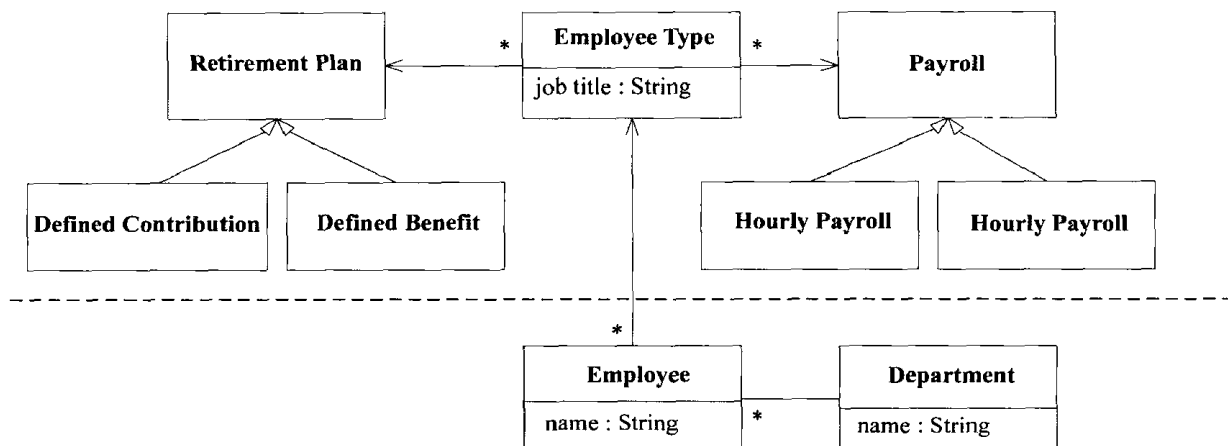 * Employee Type *
Retirement Plan
Payroll
job title : String
Defined Contribution
Defined Benefit
Hourly Payroll
Hourly Payroll
*
Employee
Department
name : String
*
name : String